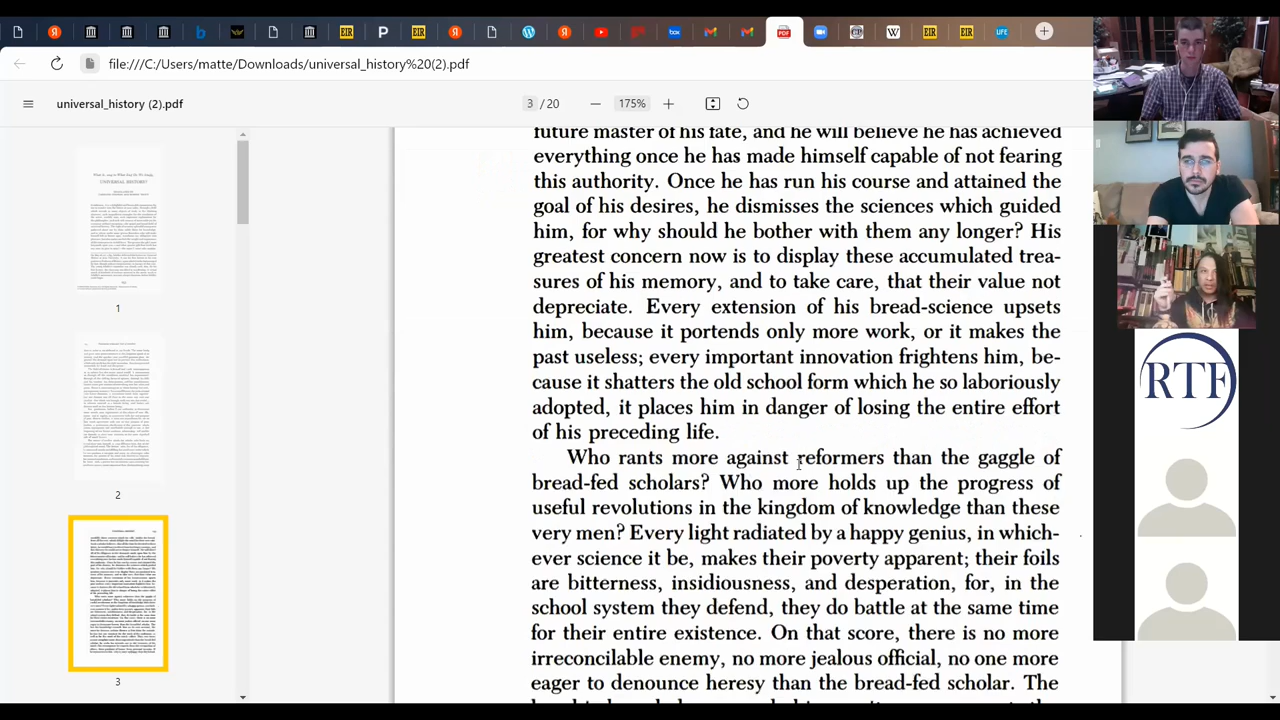 EIR
P
EIR
PDF
W
EIR
EIR
LIFE
file:///C:/Users/matte/Downloads/universal_history%20(2).pdf
universal_history (2).pdf
3 / 20
175%
UNIVERSAL HISTORY?
1
2
3
future master of his fate, and he will believe he has achieved
everything once he has made himself capable of not fearing
this authority. Once he has run his course and attained the
goal of his desires, he dismisses the sciences which guided
him, for why should he bother with them any longer? His
greatest concern now is to display these accumulated trea-
sures of his memory, and to take care, that their value not
depreciate. Every extension of his bread-science upsets
him, because it portends only more work, or it makes the
past useless; every important innovation frightens him, be-
cause it shatters the old school form which he so laboriously
adopted, it places him in danger of losing the entire effort
of his preceding life.
Who rants more against reformers than the gaggle of
bread-fed scholars? Who more holds up the progress of
useful revolutions in the kingdom of knowledge than these
very men? Every light radiated by a happy genius, in which-
ever science it be, makes their poverty apparent; their foils
are bitterness, insidiousness, and desperation, for, in the
school system they defend, they do battle at the same time
for their entire existence. On that score, there is no more
irreconcilable enemy, no more jealous official, no one more
eager to denounce heresy than the bread-fed scholar. The
RTF